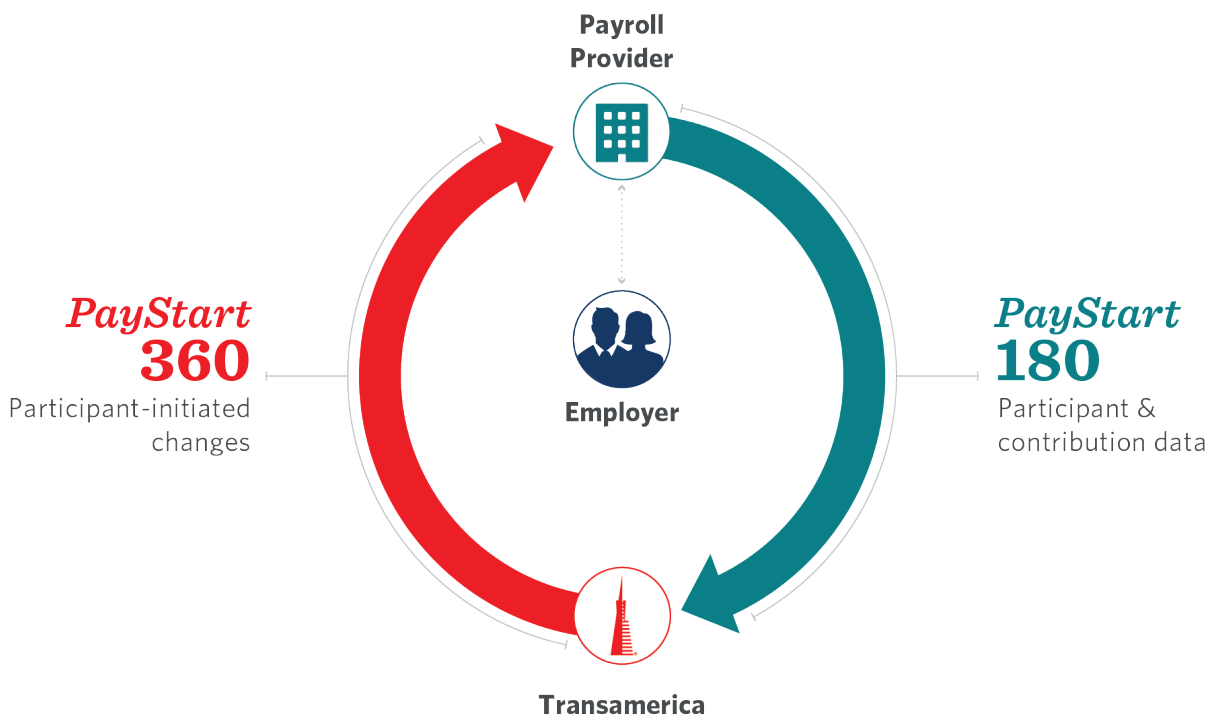 Payroll
Provider
PayStart
360
Participant-initiated
changes
Employer
PayStart
180
Participant &
contribution data
Transamerica